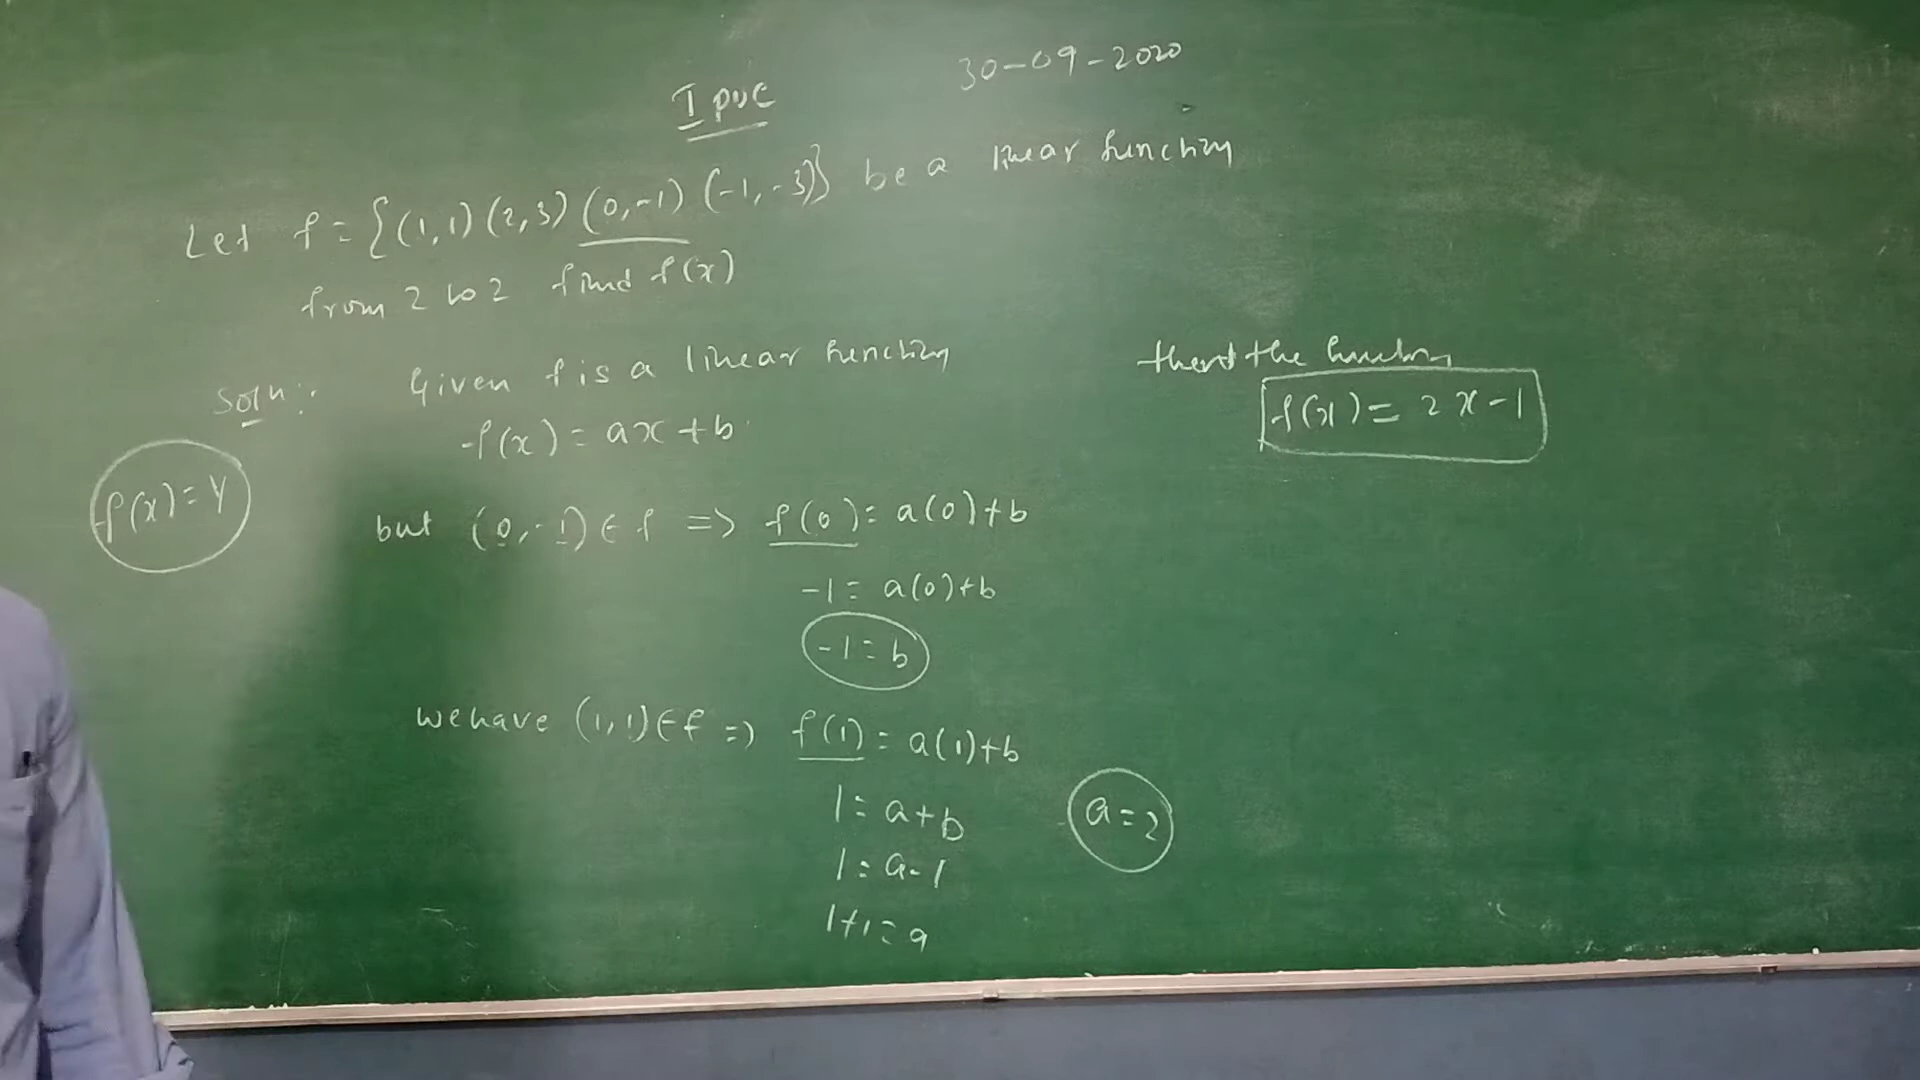 I PUC
30-09-2020
Let f = {(1,1) (2,3) (0,-1) (-1,-3)} be a linear function
from Z to Z find f(x)
Soln:. Given f is a linear function
f(x) = ax+b
f(x)=y
but (0,-1) ∈ f => f(0) = a(0)+b
-1 = a(0)+b
-1 = b
we have (1,1) ∈ f => f(1) = a(1)+b
1 = a+b
1 = a-1
1+1 = a
a = 2
the function
f(x) = 2x-1